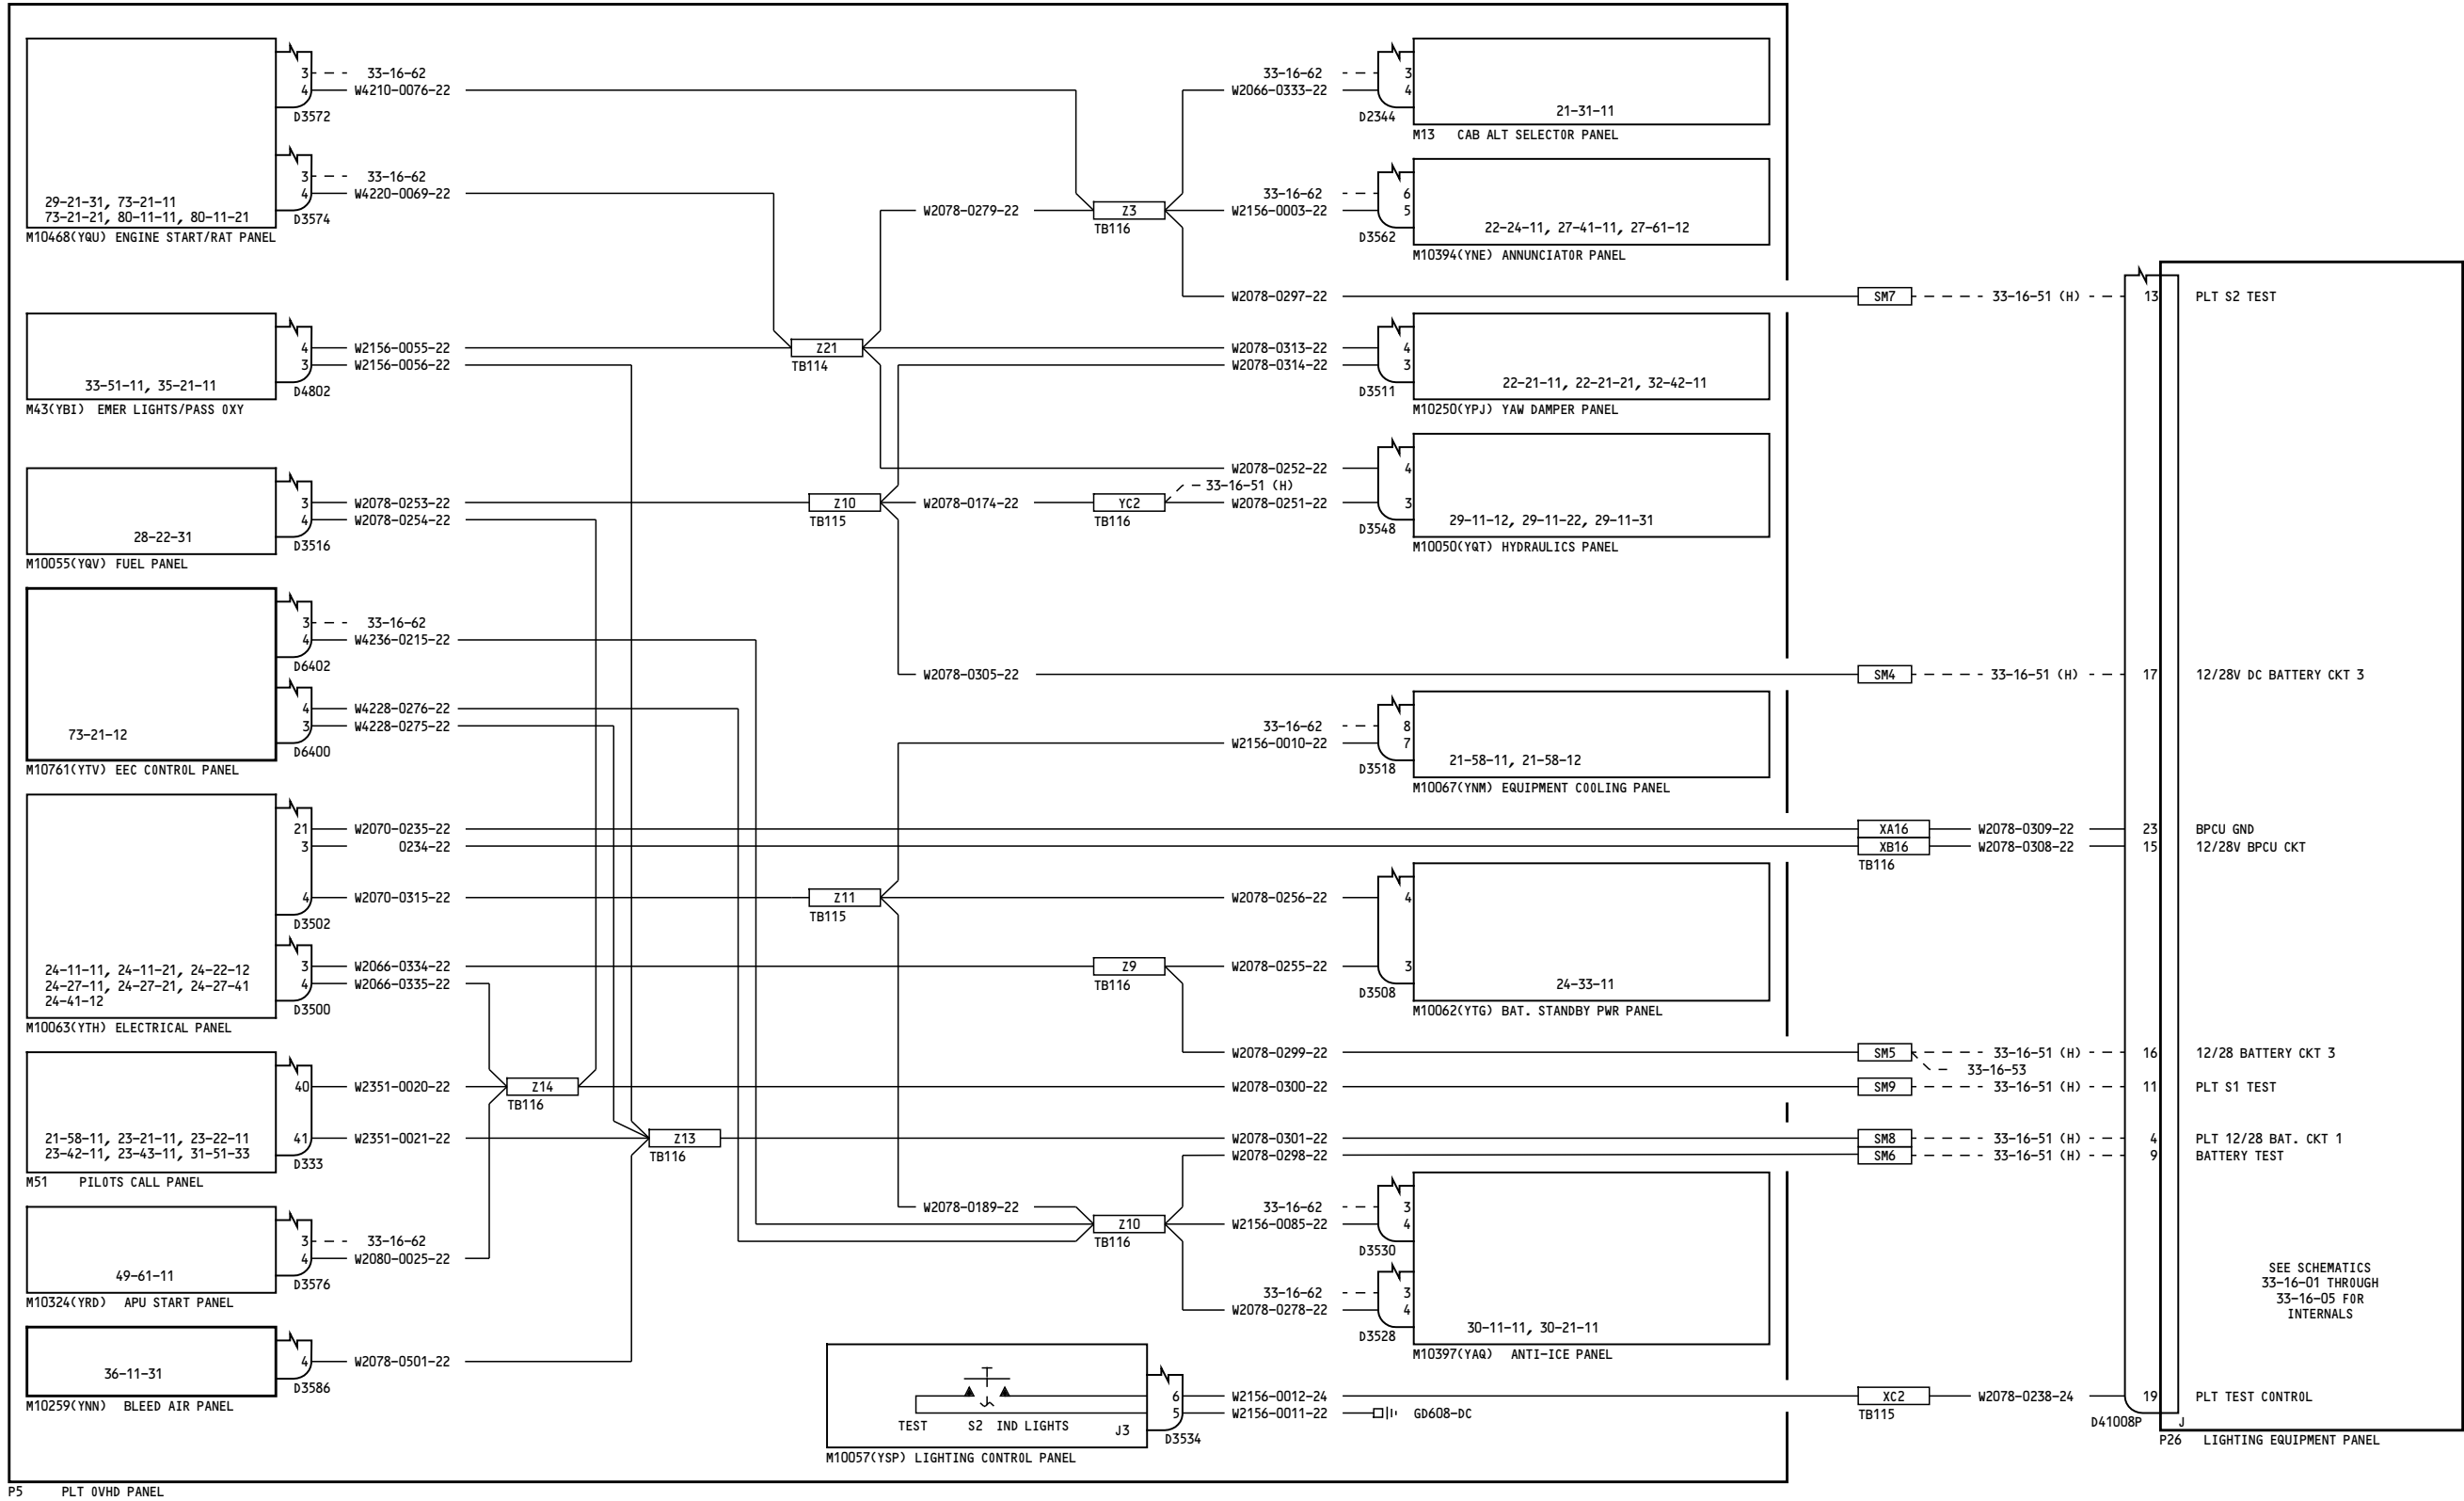 3 33-16-62
4 W4210-0076-22
D3572
3 33-16-62
4 W4220-0069-22
D3574
29-21-31, 73-21-11
73-21-21, 80-11-11, 80-11-21
M10468(YQU) ENGINE START/RAT PANEL
4 W2156-0055-22
3 W2156-0056-22
33-51-11, 35-21-11
D4802
M43(YBI) EMER LIGHTS/PASS OXY
3 W2078-0253-22
4 W2078-0254-22
28-22-31
D3516
M10055(YQV) FUEL PANEL
3 33-16-62
4 W4236-0215-22
D6402
4 W4228-0276-22
3 W4228-0275-22
73-21-12
D6400
M10761(YTV) EEC CONTROL PANEL
21 W2070-0235-22
3 0234-22
4 W2070-0315-22
D3502
3 W2066-0334-22
4 W2066-0335-22
24-11-11, 24-11-21, 24-22-12
24-27-11, 24-27-21, 24-27-41
24-41-12
D3500
M10063(YTH) ELECTRICAL PANEL
40 W2351-0020-22
41 W2351-0021-22
21-58-11, 23-21-11, 23-22-11
23-42-11, 23-43-11, 31-51-33
D333
M51 PILOTS CALL PANEL
3 33-16-62
4 W2080-0025-22
49-61-11
D3576
M10324(YRD) APU START PANEL
4 W2078-0501-22
36-11-31
D3586
M10259(YNN) BLEED AIR PANEL
Z14
TB116
Z13
TB116
Z21
TB114
Z10
TB115
Z11
TB115
W2078-0279-22
Z3
TB116
W2078-0174-22
YC2
TB116
33-16-51 (H)
W2078-0305-22
Z9
TB116
W2078-0189-22
Z10
TB116
TEST S2 IND LIGHTS
J3
6 W2156-0012-24
5 W2156-0011-22 GD608-DC
D3534
M10057(YSP) LIGHTING CONTROL PANEL
33-16-62 3
W2066-0333-22 4
D2344
21-31-11
M13 CAB ALT SELECTOR PANEL
33-16-62 6
W2156-0003-22 5
D3562
22-24-11, 27-41-11, 27-61-12
M10394(YNE) ANNUNCIATOR PANEL
W2078-0297-22
W2078-0313-22 4
W2078-0314-22 3
D3511
22-21-11, 22-21-21, 32-42-11
M10250(YPJ) YAW DAMPER PANEL
W2078-0252-22 4
W2078-0251-22 3
D3548
29-11-12, 29-11-22, 29-11-31
M10050(YQT) HYDRAULICS PANEL
33-16-62 8
W2156-0010-22 7
D3518
21-58-11, 21-58-12
M10067(YNM) EQUIPMENT COOLING PANEL
W2078-0256-22 4
W2078-0255-22 3
D3508
24-33-11
M10062(YTG) BAT. STANDBY PWR PANEL
W2078-0299-22
W2078-0300-22
W2078-0301-22
W2078-0298-22
33-16-62 3
W2156-0085-22 4
D3530
33-16-62 3
W2078-0278-22 4
D3528
30-11-11, 30-21-11
M10397(YAQ) ANTI-ICE PANEL
SM7 33-16-51 (H) 13 PLT S2 TEST
SM4 33-16-51 (H) 17 12/28V DC BATTERY CKT 3
XA16 W2078-0309-22 23 BPCU GND
XB16 W2078-0308-22 15 12/28V BPCU CKT
TB116
SM5 33-16-51 (H) 16 12/28 BATTERY CKT 3
33-16-53
SM9 33-16-51 (H) 11 PLT S1 TEST
SM8 33-16-51 (H) 4 PLT 12/28 BAT. CKT 1
SM6 33-16-51 (H) 9 BATTERY TEST
SEE SCHEMATICS
33-16-01 THROUGH
33-16-05 FOR
INTERNALS
XC2 W2078-0238-24 19 PLT TEST CONTROL
TB115
D41008P J
P26 LIGHTING EQUIPMENT PANEL
P5 PLT OVHD PANEL